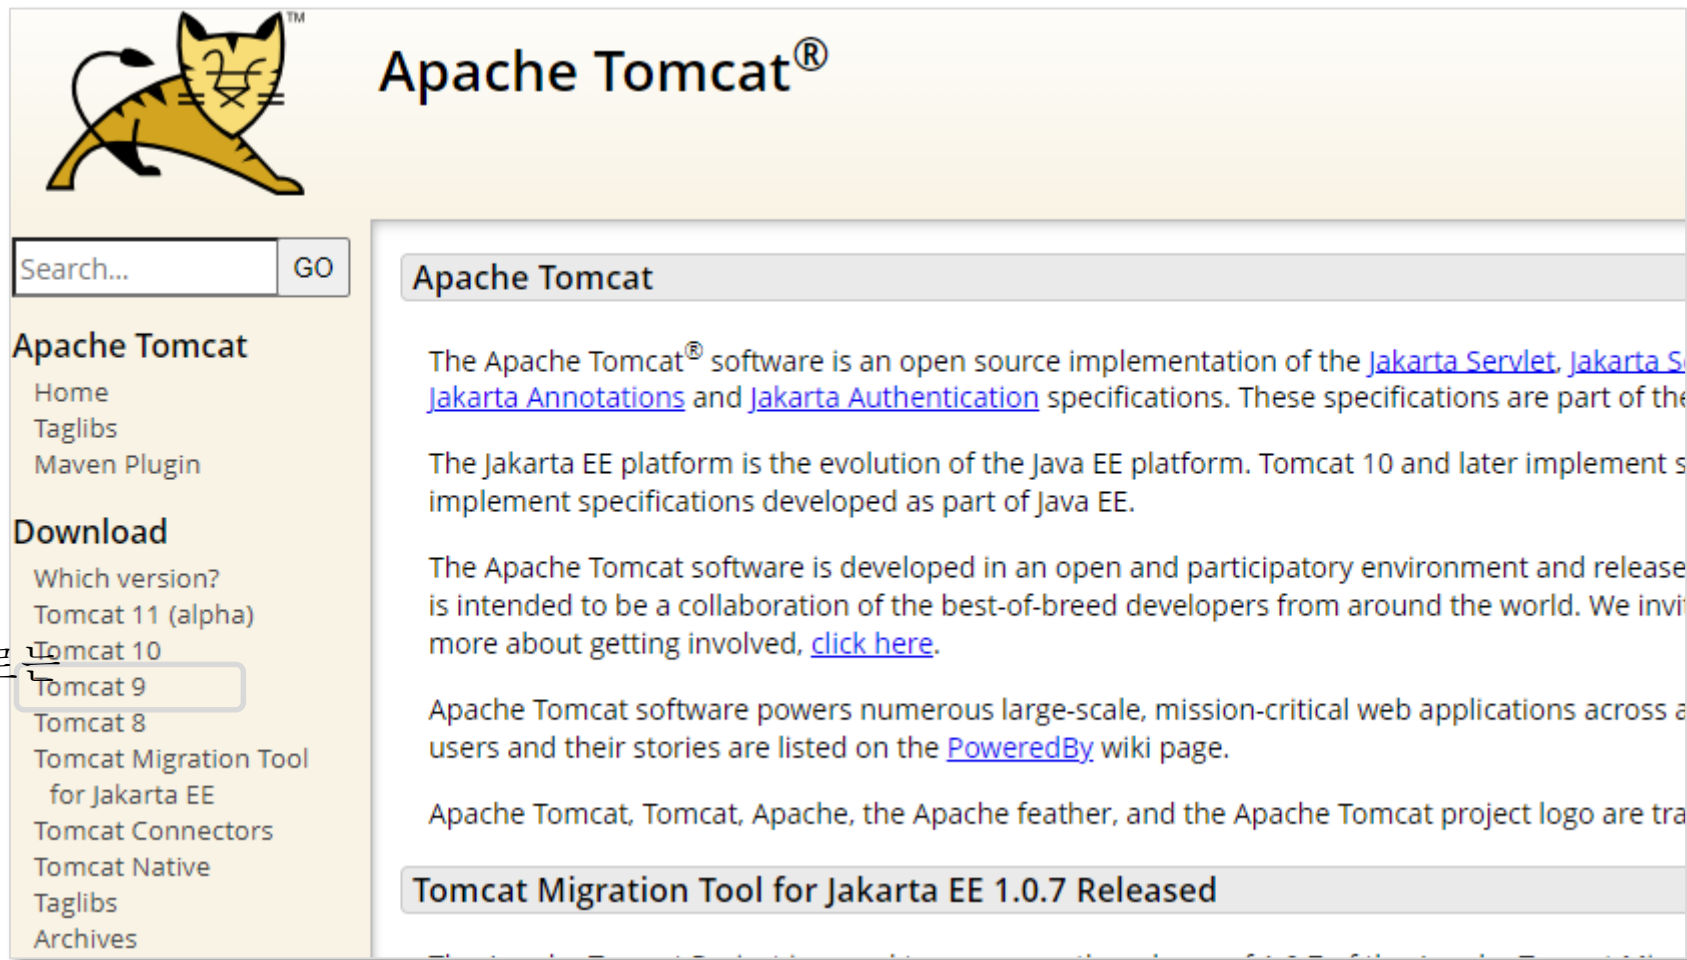 TM
Apache Tomcat®
Search... GO
Apache Tomcat
Home
Taglibs
Maven Plugin
Download
Which version?
Tomcat 11 (alpha)
Tomcat 10
Tomcat 9
Tomcat 8
Tomcat Migration Tool
for Jakarta EE
Tomcat Connectors
Tomcat Native
Taglibs
Archives
Apache Tomcat
The Apache Tomcat® software is an open source implementation of the Jakarta Servlet, Jakarta
Jakarta Annotations and Jakarta Authentication specifications. These specifications are part of the
The Jakarta EE platform is the evolution of the Java EE platform. Tomcat 10 and later implement
implement specifications developed as part of Java EE.
The Apache Tomcat software is developed in an open and participatory environment and release
is intended to be a collaboration of the best-of-breed developers from around the world. We
more about getting involved, click here.
Apache Tomcat software powers numerous large-scale, mission-critical web applications across a
users and their stories are listed on the PoweredBy wiki page.
Apache Tomcat, Tomcat, Apache, the Apache feather, and the Apache Tomcat project logo are
Tomcat Migration Tool for Jakarta EE 1.0.7 Released